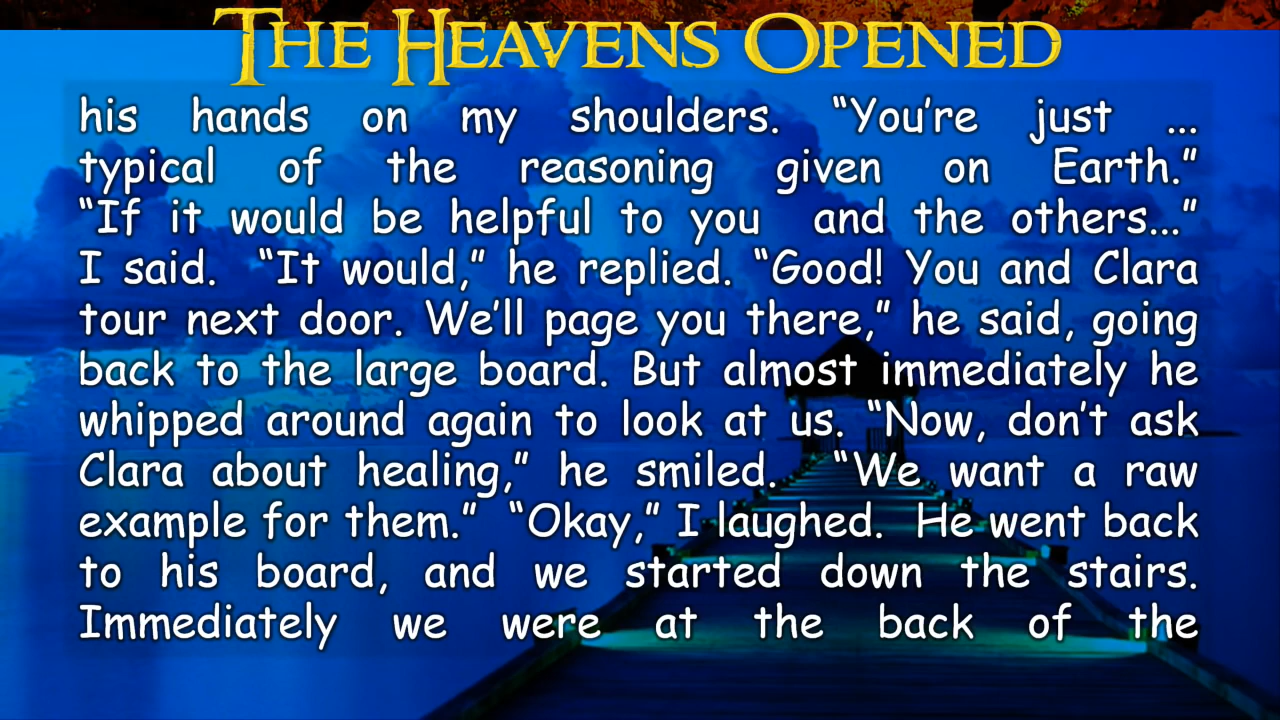 THE HEAVENS OPENED
his hands on my shoulders. “You’re just ...
typical of the reasoning given on Earth.”
“If it would be helpful to you and the others...”
I said. “It would,” he replied. “Good! You and Clara
tour next door. We’ll page you there,” he said, going
back to the large board. But almost immediately he
whipped around again to look at us. “Now, don’t ask
Clara about healing,” he smiled. “We want a raw
example for them.” “Okay,” I laughed. He went back
to his board, and we started down the stairs.
Immediately we were at the back of the